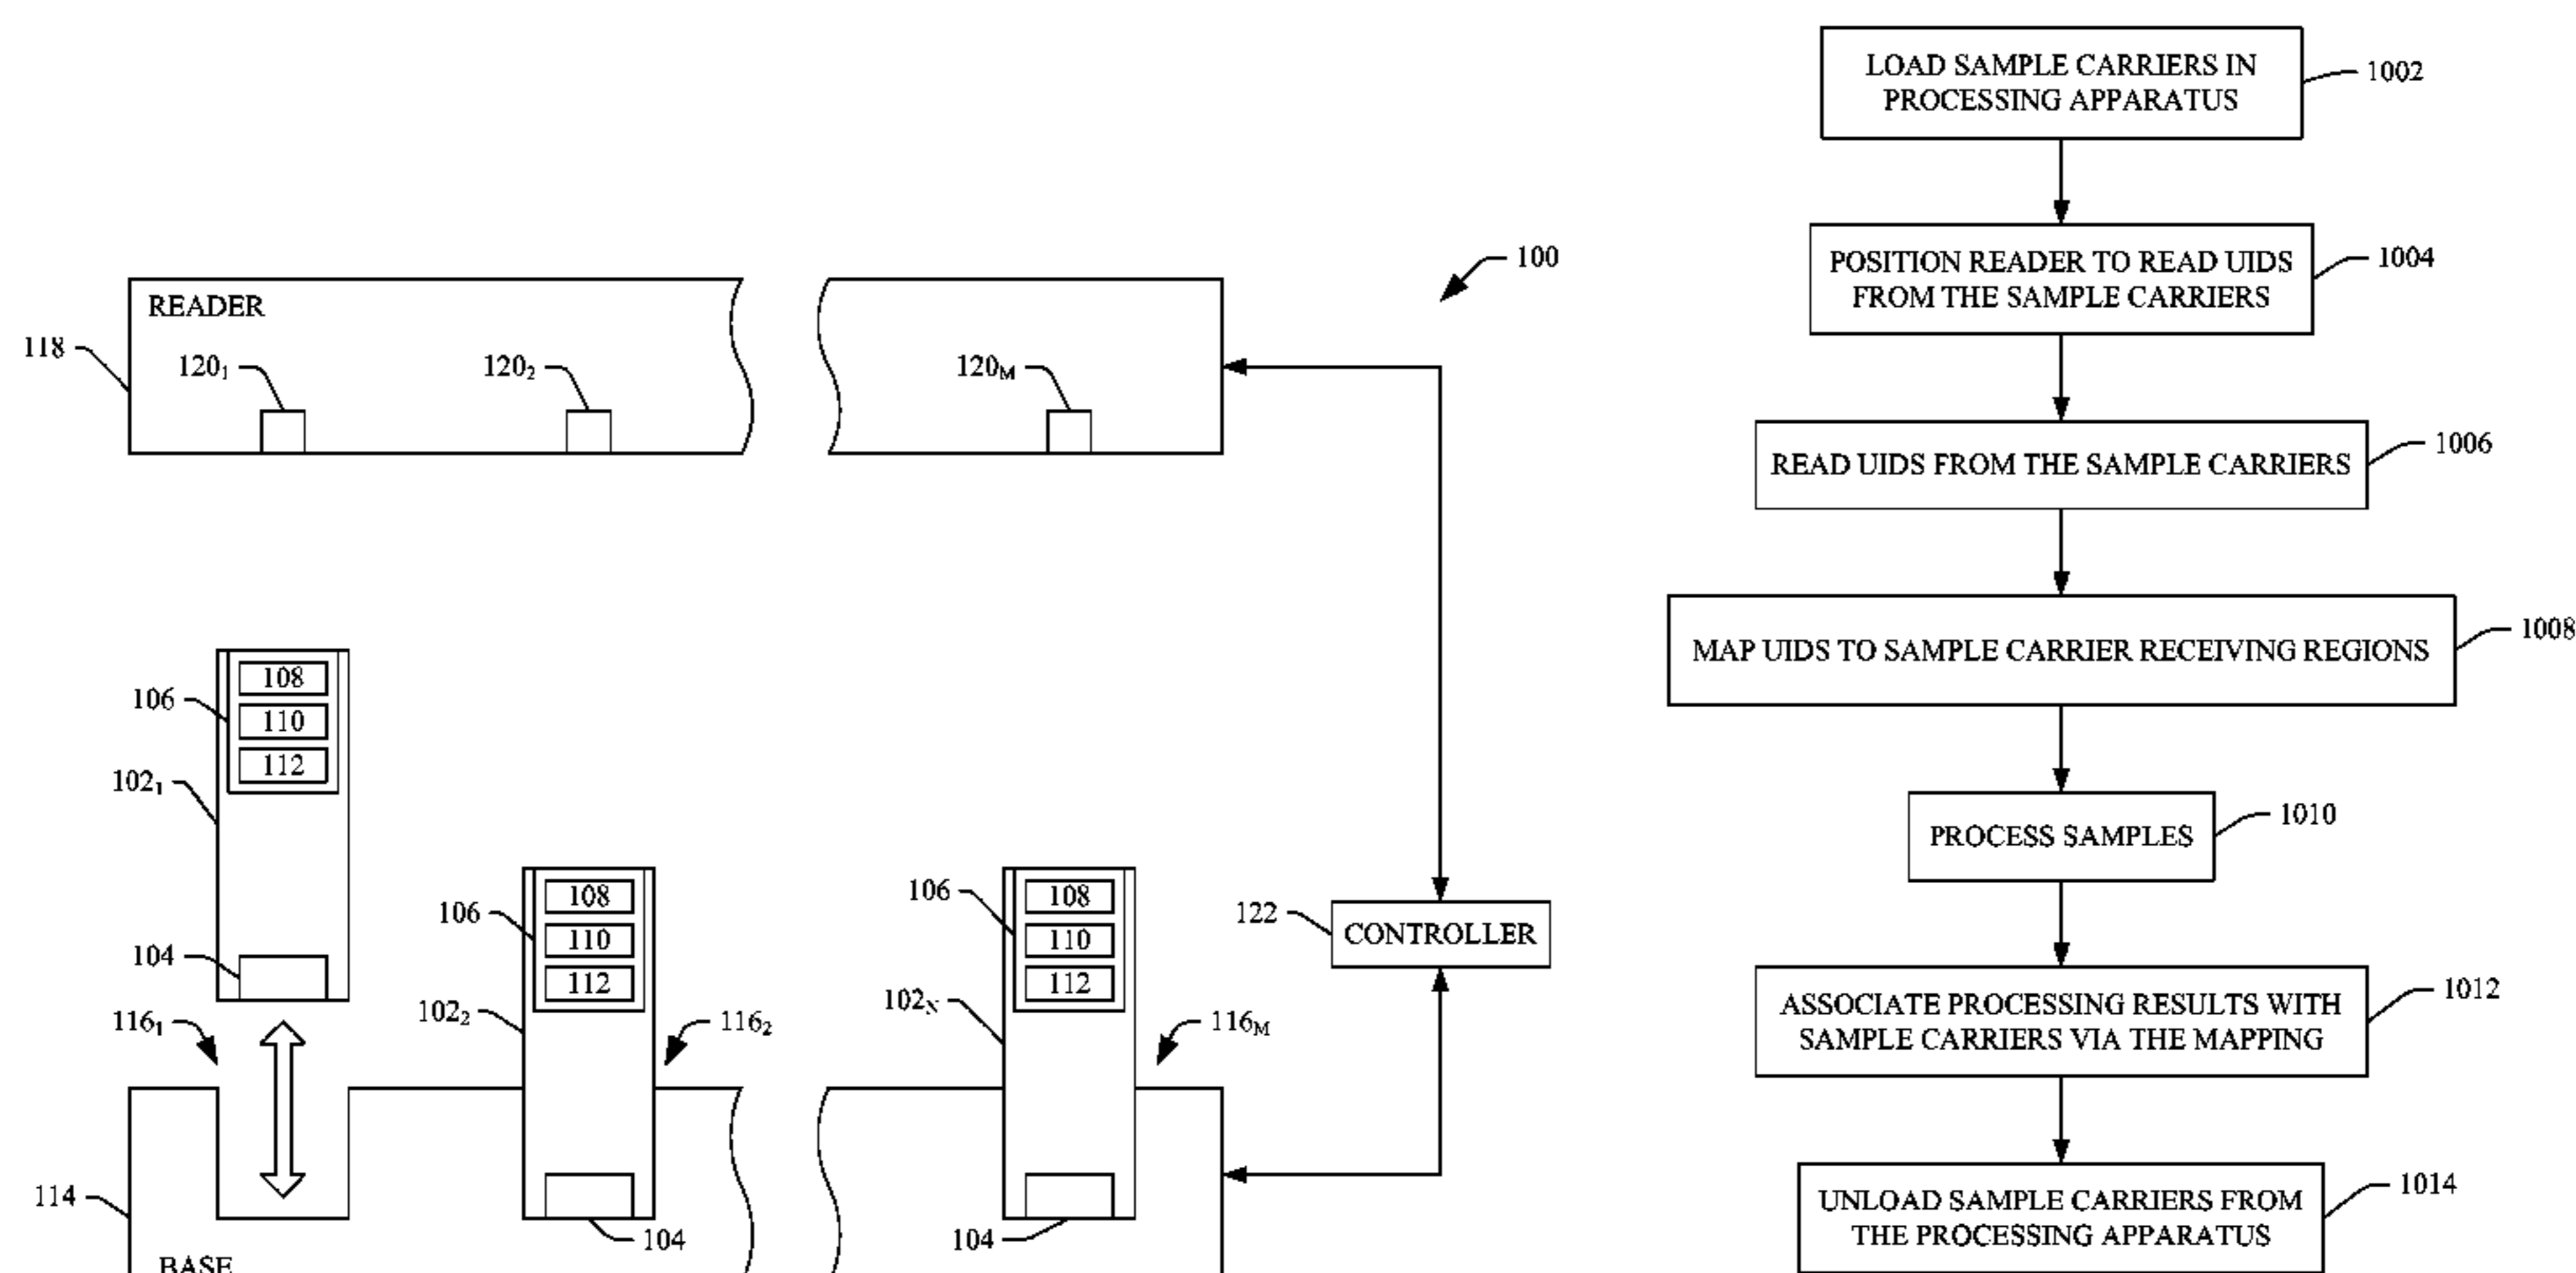 100
READER
118
120₁
120₂
120M
108
110
112
106
102₁
104
116₁
108
110
112
106
102₂
116₂
104
108
110
112
106
102N
116M
104
122
CONTROLLER
114
BASE
LOAD SAMPLE CARRIERS IN
PROCESSING APPARATUS
1002
POSITION READER TO READ UIDS
FROM THE SAMPLE CARRIERS
1004
READ UIDS FROM THE SAMPLE CARRIERS
1006
MAP UIDS TO SAMPLE CARRIER RECEIVING REGIONS
1008
PROCESS SAMPLES
1010
ASSOCIATE PROCESSING RESULTS WITH
SAMPLE CARRIERS VIA THE MAPPING
1012
UNLOAD SAMPLE CARRIERS FROM
THE PROCESSING APPARATUS
1014